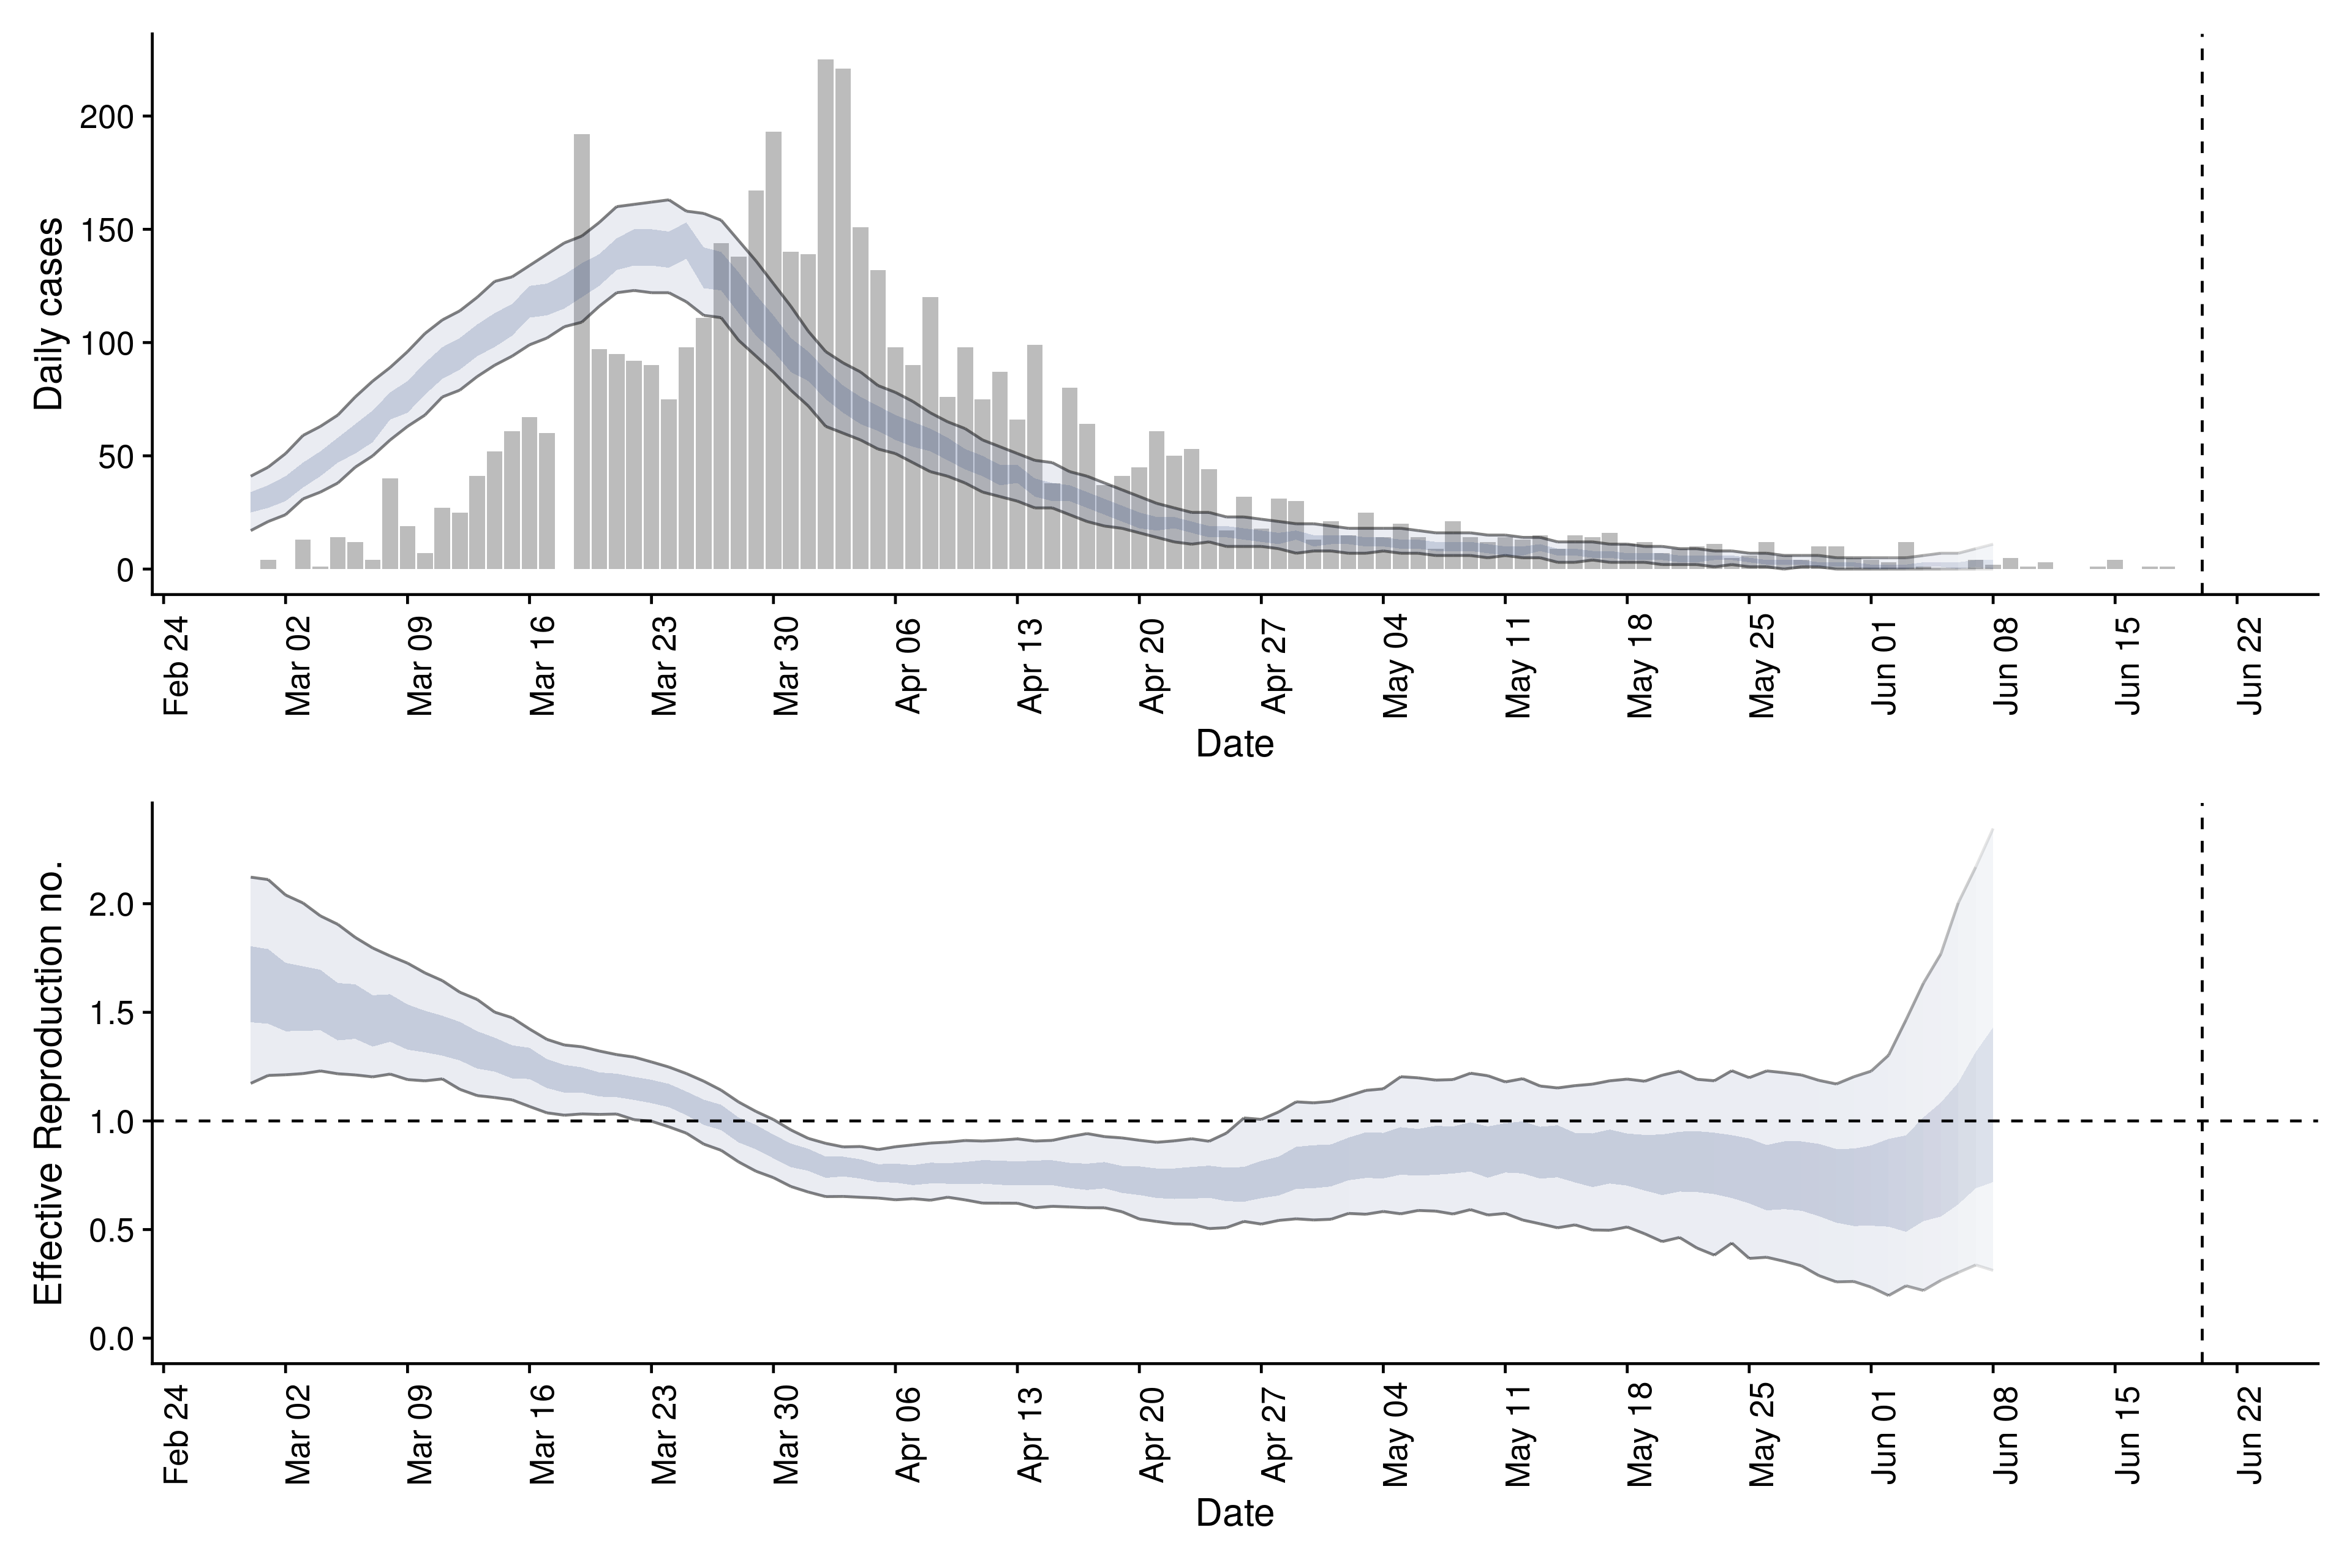 Daily cases
200
150
100
50
0
Feb 24
Mar 02
Mar 09
Mar 16
Mar 23
Mar 30
Apr 06
Apr 13
Apr 20
Apr 27
May 04
May 11
May 18
May 25
Jun 01
Jun 08
Jun 15
Jun 22
Date
Effective Reproduction no.
2.0
1.5
1.0
0.5
0.0
Feb 24
Mar 02
Mar 09
Mar 16
Mar 23
Mar 30
Apr 06
Apr 13
Apr 20
Apr 27
May 04
May 11
May 18
May 25
Jun 01
Jun 08
Jun 15
Jun 22
Date